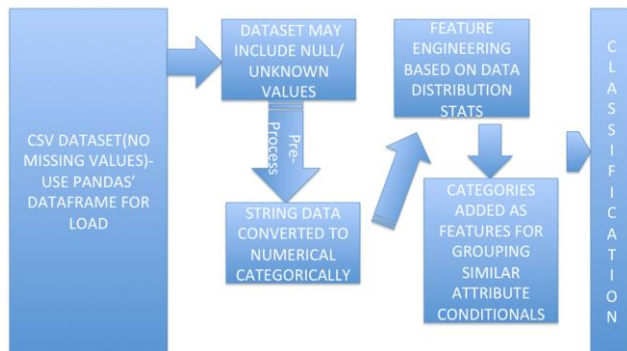 CSV DATASET(NO
MISSING VALUES)-
USE PANDAS'
DATAFRAME FOR
LOAD
DATASET MAY
INCLUDE NULL/
UNKNOWN
VALUES
Pre-
Process
STRING DATA
CONVERTED TO
NUMERICAL
CATEGORICALLY
FEATURE
ENGINEERING
BASED ON DATA
DISTRIBUTION
STATS
CATEGORIES
ADDED AS
FEATURES FOR
GROUPING
SIMILAR
ATTRIBUTE
CONDITIONALS
CLASSIFICATION